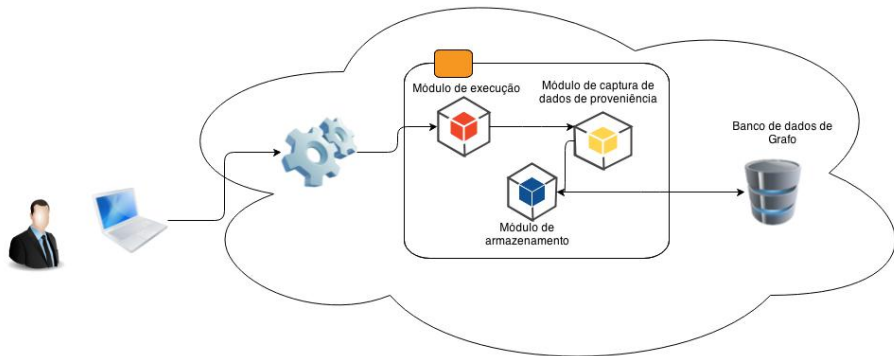 Módulo de execução
Módulo de captura de
dados de proveniência
Banco de dados de
Grafo
Módulo de
armazenamento